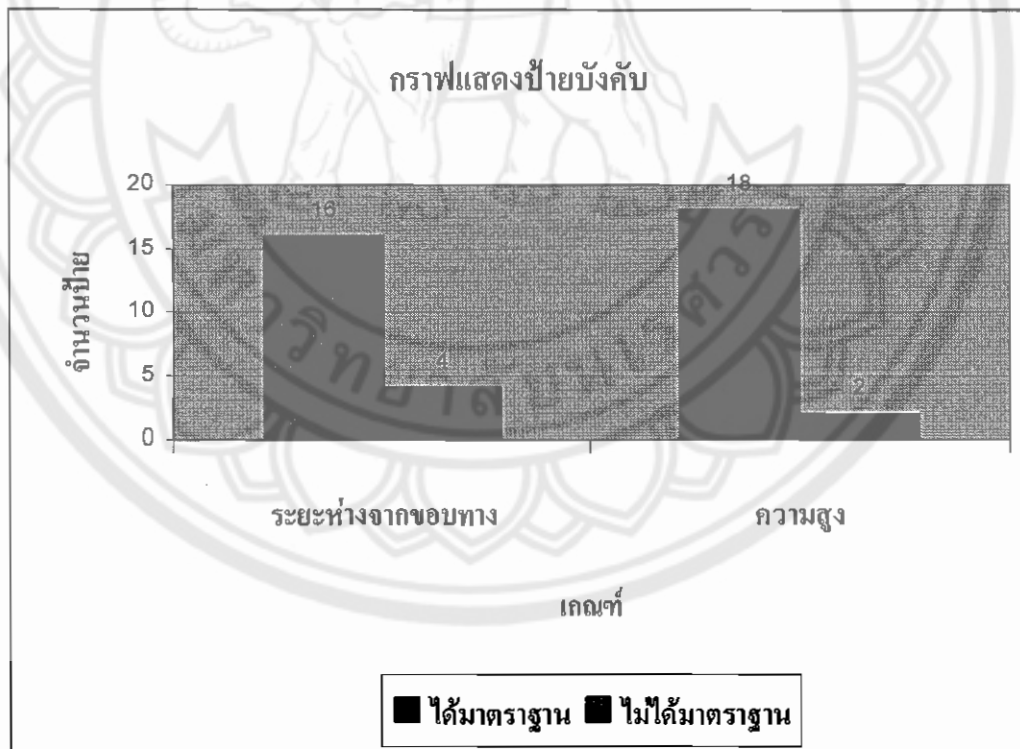 กราฟแสดงป้ายบังคับ
จำนวนป้าย
20
15
10
5
0
16
4
18
2
ระยะห่างจากขอบทาง
ความสูง
เกณฑ์
ได้มาตราฐาน ไม่ได้มาตราฐาน